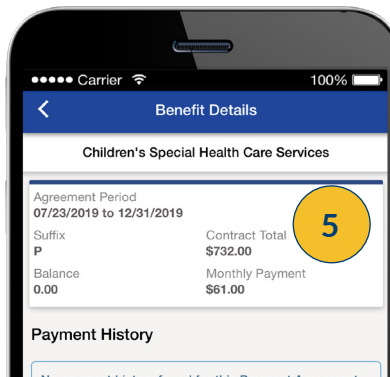 Carrier 100%
Benefit Details
Children's Special Health Care Services
Agreement Period
07/23/2019 to 12/31/2019
5
Suffix Contract Total
P $732.00
Balance Monthly Payment
0.00 $61.00
Payment History